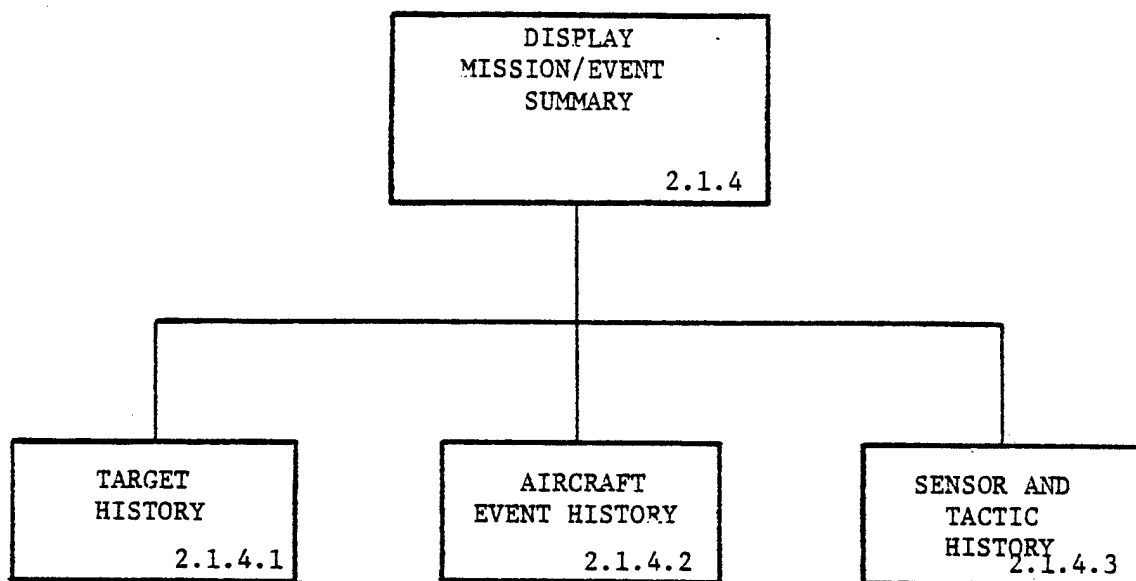 DISPLAY
MISSION/EVENT
SUMMARY
2.1.4
TARGET
HISTORY
2.1.4.1
AIRCRAFT
EVENT HISTORY
2.1.4.2
SENSOR AND
TACTIC
HISTORY
2.1.4.3